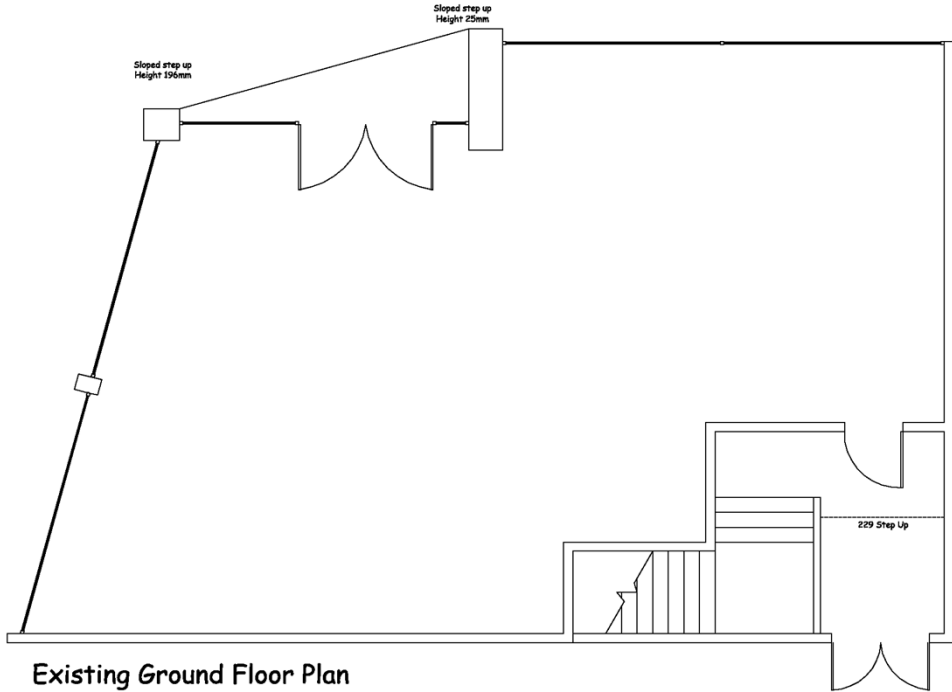 Sloped step up
Height 25mm
Sloped step up
Height 196mm
229 Step Up
Existing Ground Floor Plan